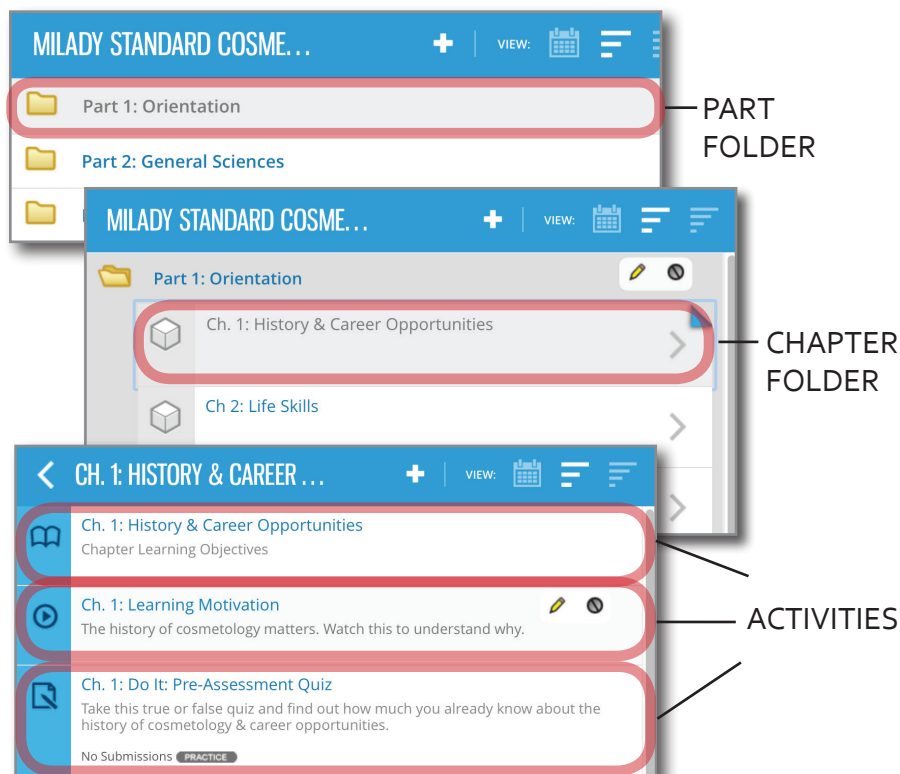 MILADY STANDARD COSME...
VIEW:
Part 1: Orientation
PART
FOLDER
Part 2: General Sciences
MILADY STANDARD COSME...
VIEW:
Part 1: Orientation
Ch. 1: History & Career Opportunities
CHAPTER
FOLDER
Ch 2: Life Skills
CH. 1: HISTORY & CAREER ...
VIEW:
Ch. 1: History & Career Opportunities
Chapter Learning Objectives
Ch. 1: Learning Motivation
The history of cosmetology matters. Watch this to understand why.
ACTIVITIES
Ch. 1: Do It: Pre-Assessment Quiz
Take this true or false quiz and find out how much you already know about the
history of cosmetology & career opportunities.
No Submissions PRACTICE